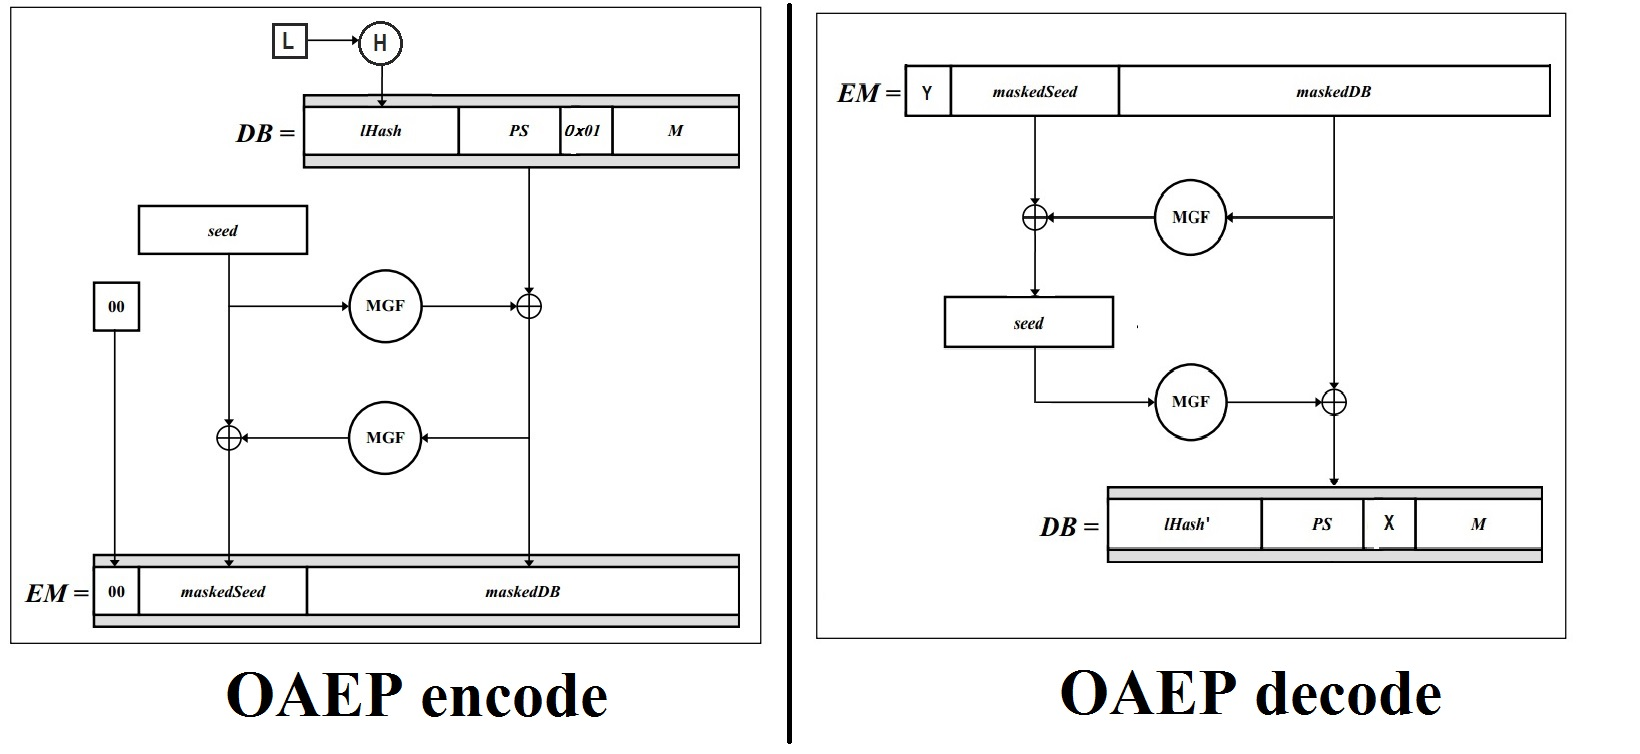 L H
DB = lHash PS 0x01 M
seed
00 MGF
MGF
EM = 00 maskedSeed maskedDB
OAEP encode
EM = Y maskedSeed maskedDB
MGF
seed
MGF
DB = lHash' PS X M
OAEP decode